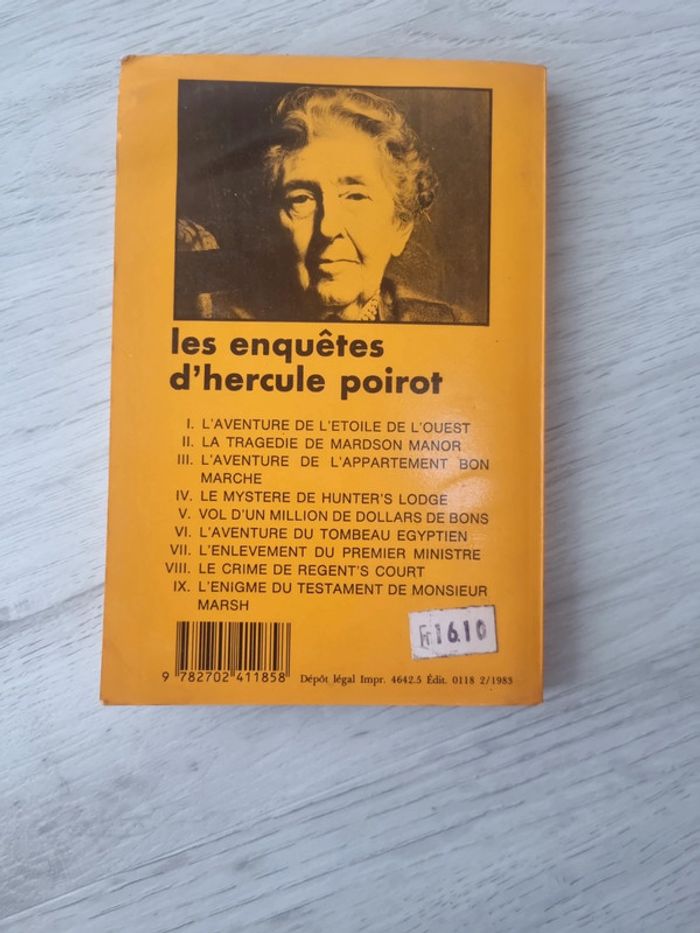 les enquêtes
d'hercule poirot
I. L'AVENTURE DE L'ETOILE DE L'OUEST
II. LA TRAGEDIE DE MARDSON MANOR
III. L'AVENTURE DE L'APPARTEMENT BON
MARCHE
IV. LE MYSTERE DE HUNTER'S LODGE
V. VOL D'UN MILLION DE DOLLARS DE BONS
VI. L'AVENTURE DU TOMBEAU EGYPTIEN
VII. L'ENLEVEMENT DU PREMIER MINISTRE
VIII. LE CRIME DE REGENT'S COURT
IX. L'ENIGME DU TESTAMENT DE MONSIEUR
MARSH
16.10
9 782702 411858
Dépôt légal Impr. 4642.5 Édit. 0118 2/1983